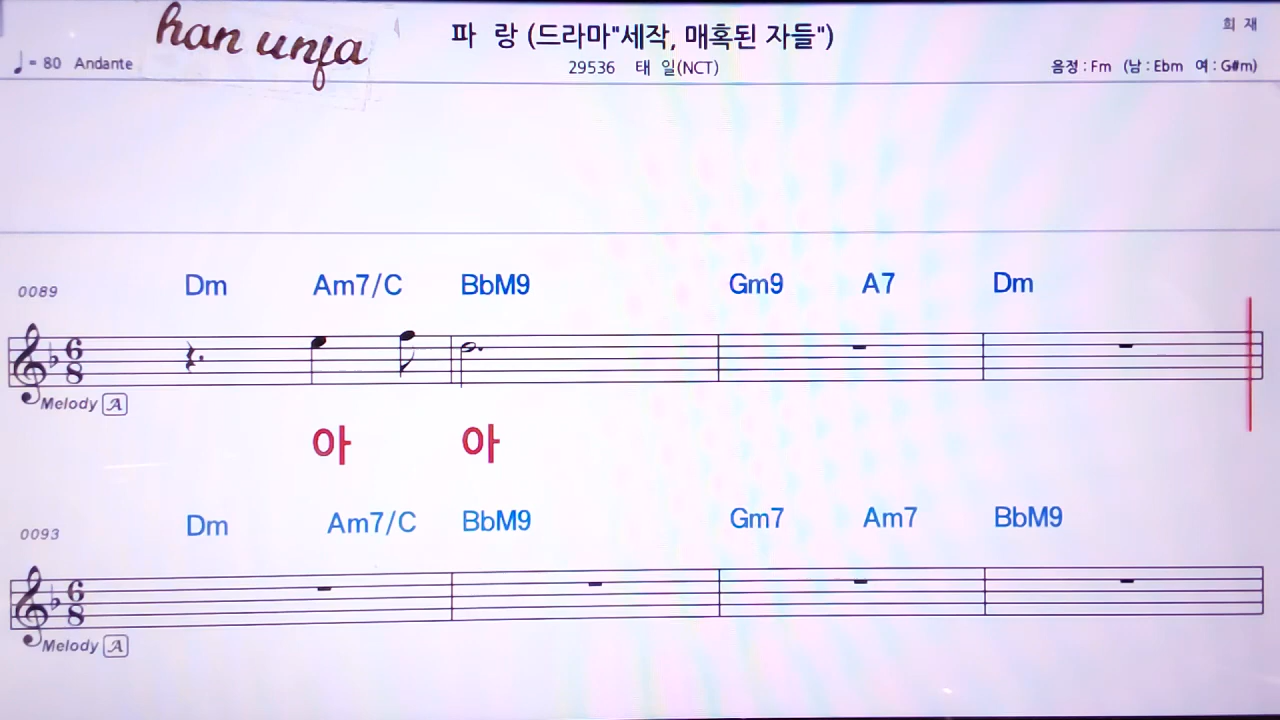 han unfa
파 랑 (드라마"세작, 매혹된 자들")
희 재
♩= 80 Andante
29536 태 일(NCT)
음정 : Fm (남 : Ebm 여 : G#m)
0089
Dm Am7/C BbM9 Gm9 A7 Dm
6
8
Melody A
아 아
0093
Dm Am7/C BbM9 Gm7 Am7 BbM9
6
8
Melody A